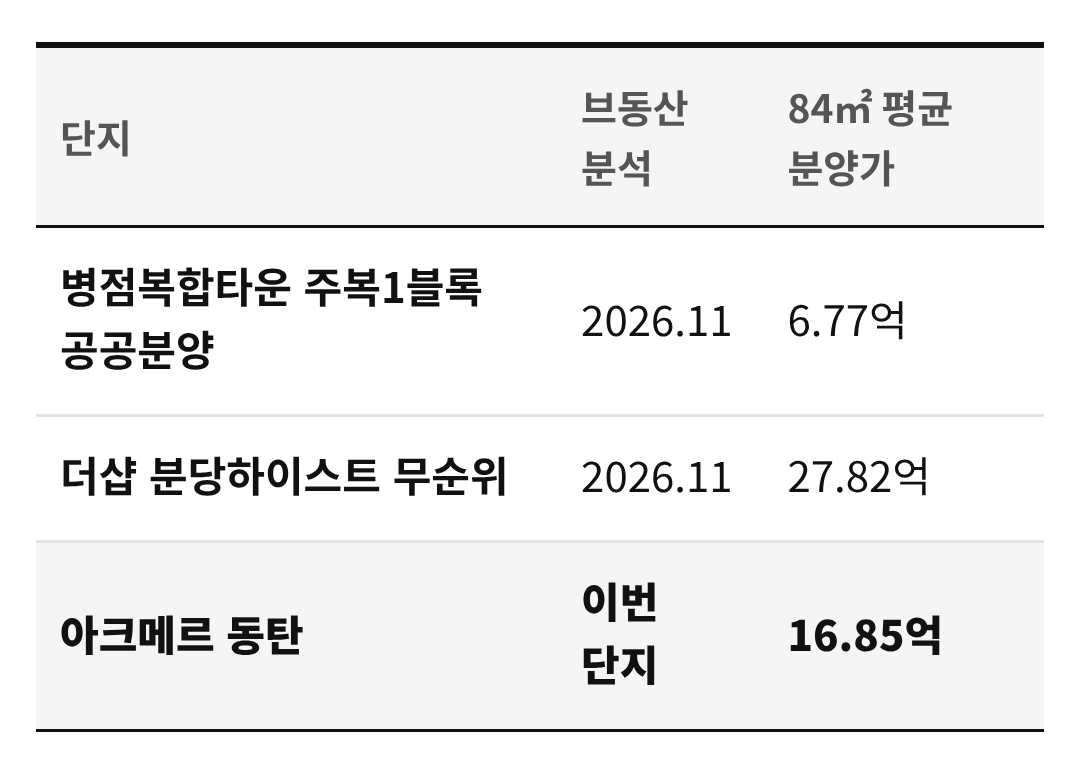 단지
브동산
분석
84㎡ 평균
분양가
병점복합타운 주복1블록
공공분양
2026.11
6.77억
더샵 분당하이스트 무순위
2026.11
27.82억
아크메르 동탄
이번
단지
16.85억